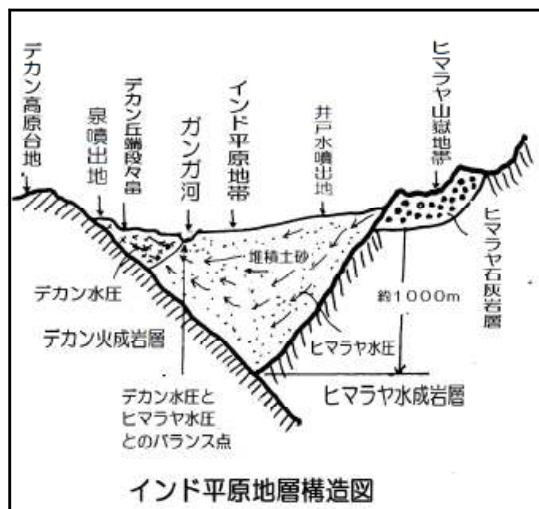 デカン高原台地
泉噴出地
デカン丘端段々畠
ガンガ河
インド平原地帯
井戸水噴出地
ヒマラヤ山嶽地帯
ヒマラヤ石灰岩層
堆積土砂
デカン水圧
約1000m
デカン火成岩層
ヒマラヤ水圧
ヒマラヤ水成岩層
デカン水圧と
ヒマラヤ水圧
とのバランス点
インド平原地層構造図